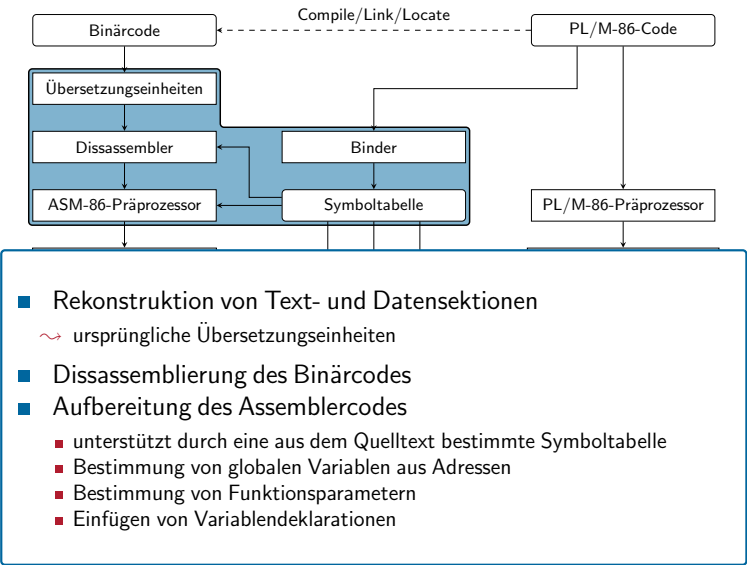 Compile/Link/Locate
Binärcode
PL/M-86-Code
Übersetzungseinheiten
Dissassembler
Binder
ASM-86-Präprozessor
Symboltabelle
PL/M-86-Präprozessor
Rekonstruktion von Text- und Datensektionen
ursprüngliche Übersetzungseinheiten
Dissassemblierung des Binärcodes
Aufbereitung des Assemblercodes
unterstützt durch eine aus dem Quelltext bestimmte Symboltabelle
Bestimmung von globalen Variablen aus Adressen
Bestimmung von Funktionsparametern
Einfügen von Variablendeklarationen